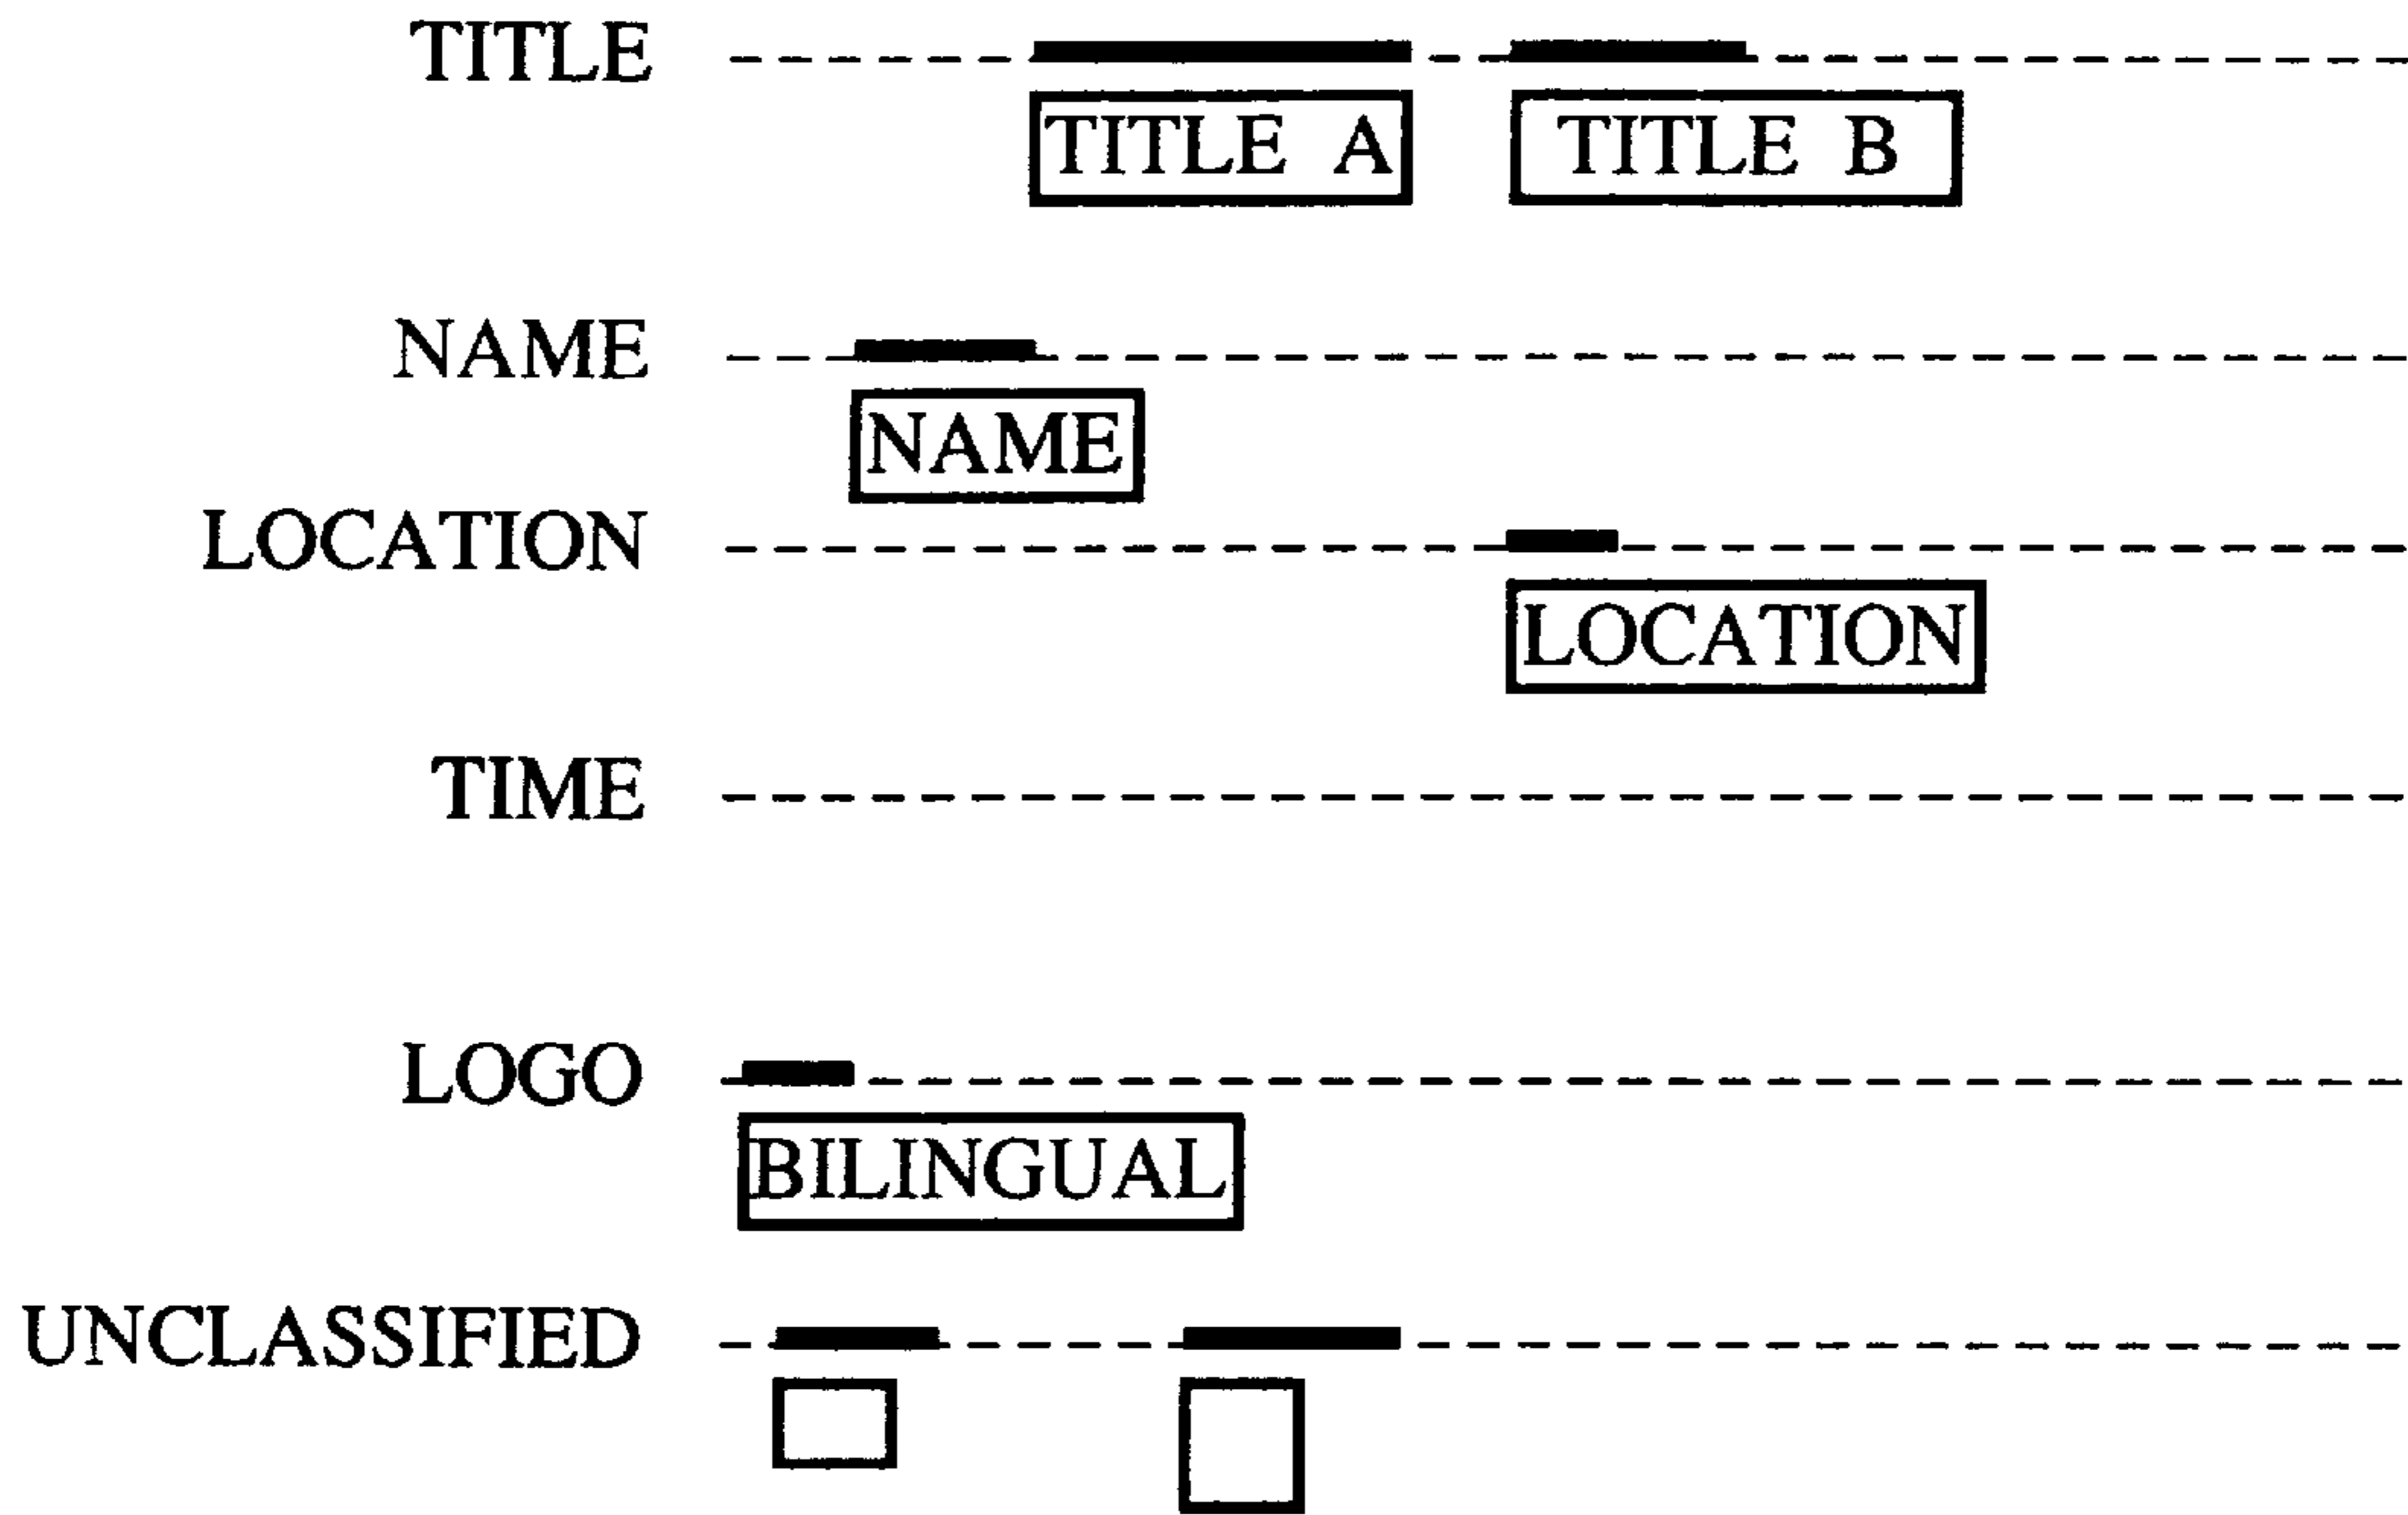 TITLE
TITLE A TITLE B
NAME
NAME
LOCATION
LOCATION
TIME
LOGO
BILINGUAL
UNCLASSIFIED